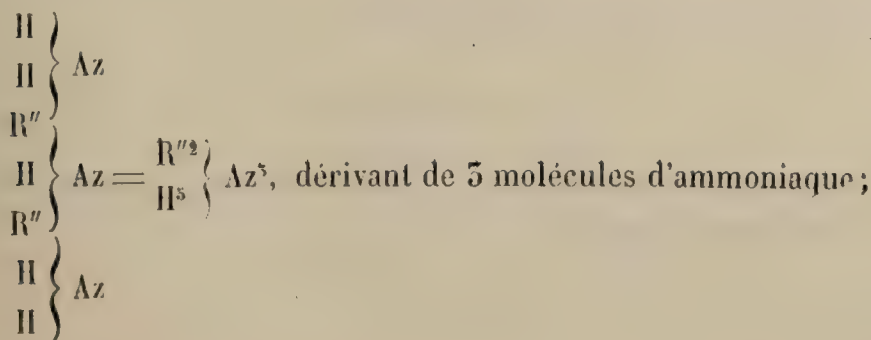 H
H } Az
R″
H } Az = R″² H⁵ } Az³, dérivant de 3 molécules d'ammoniaque;
R″
H } Az
H